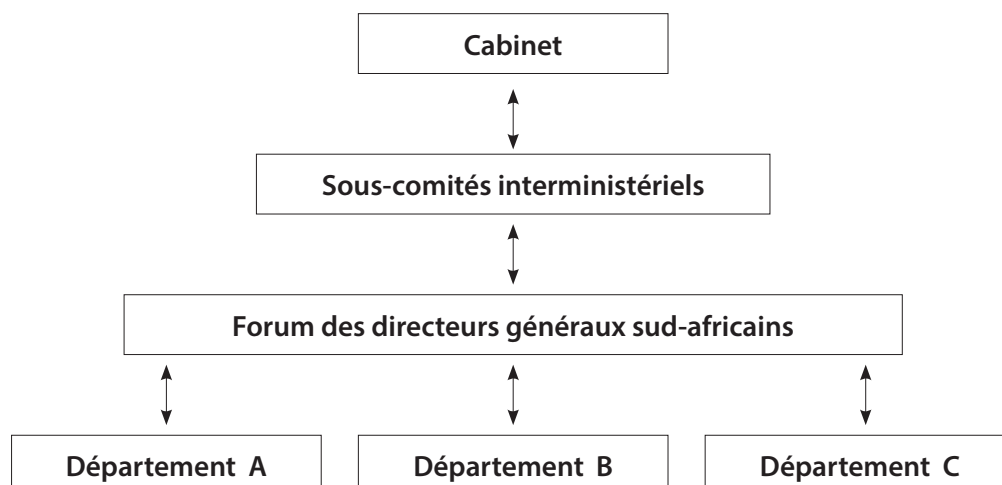 Cabinet
Sous-comités interministériels
Forum des directeurs généraux sud-africains
Département A
Département B
Département C